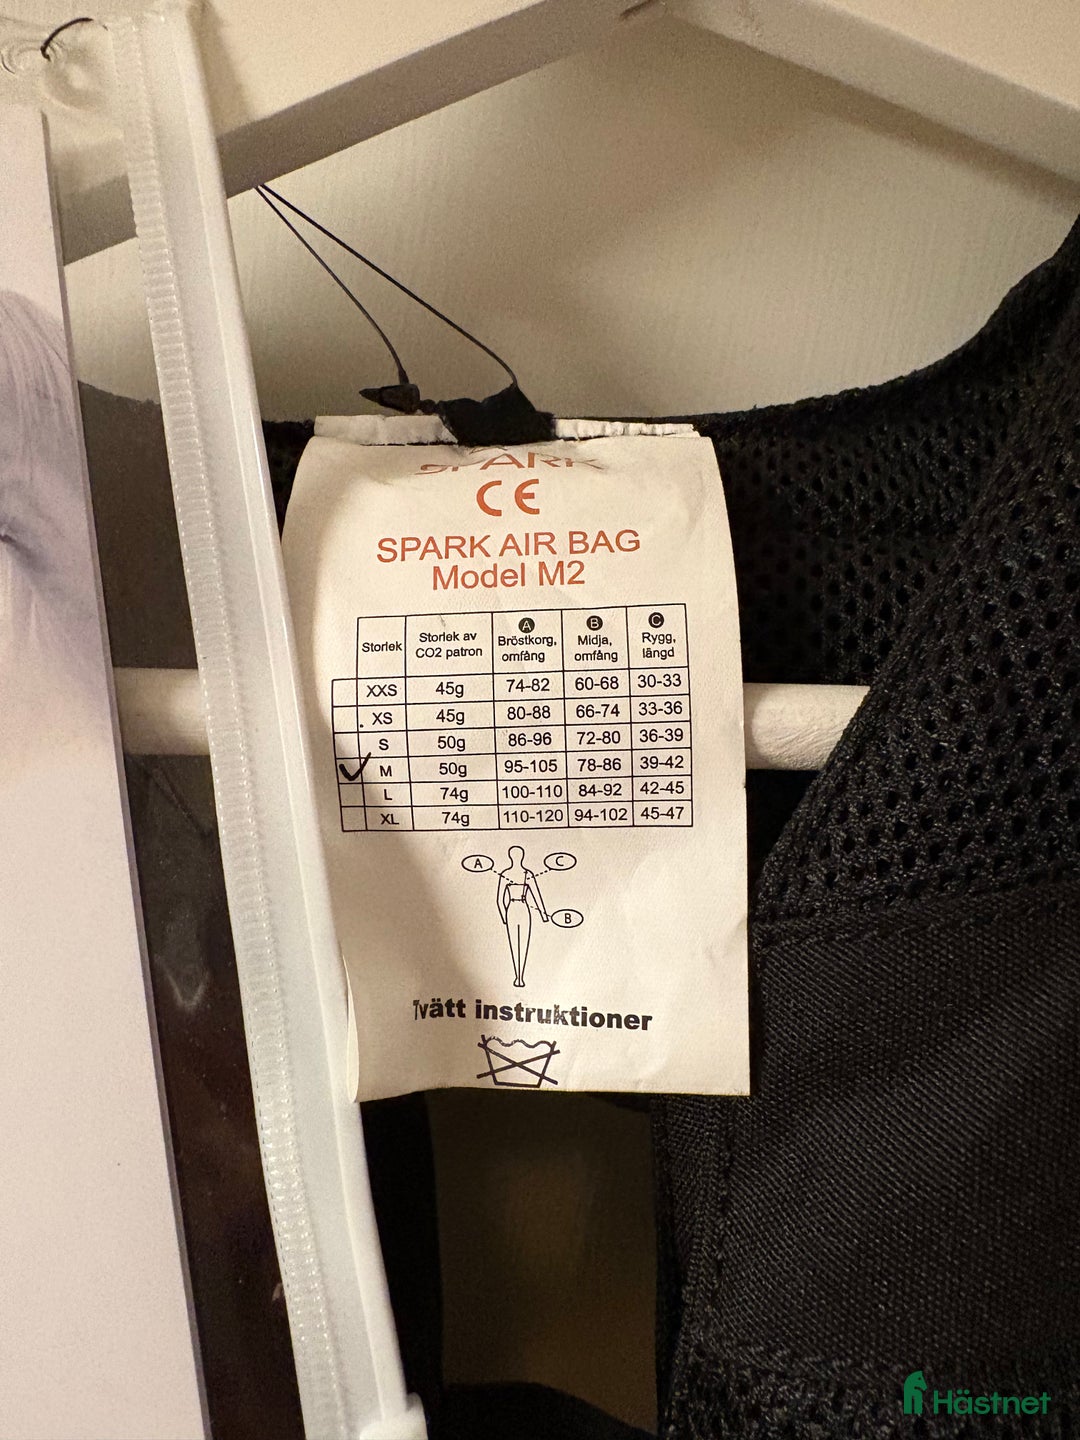 SPARK
CE
SPARK AIR BAG
Model M2
Storlek Storlek av CO2 patron A Bröstkorg, omfång B Midja, omfång C Rygg, längd
XXS 45g 74-82 60-68 30-33
XS 45g 80-88 66-74 33-36
S 50g 86-96 72-80 36-39
M 50g 95-105 78-86 39-42
L 74g 100-110 84-92 42-45
XL 74g 110-120 94-102 45-47
A C
B
Tvätt instruktioner
Hästnet